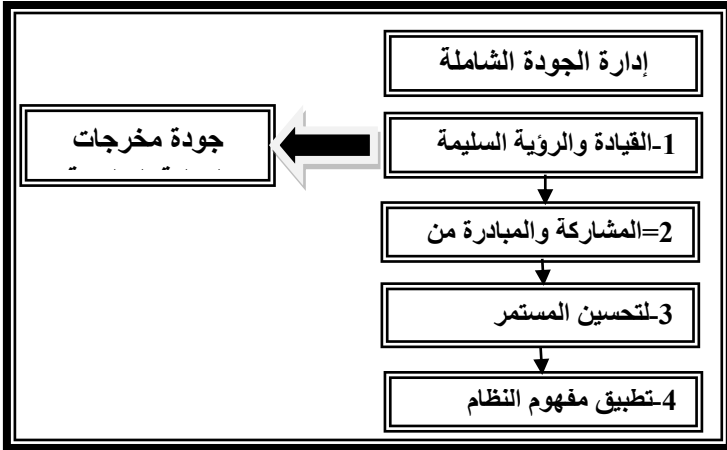 إدارة الجودة الشاملة
1-القيادة والرؤية السليمة
جودة مخرجات
2=المشاركة والمبادرة من
3-لتحسين المستمر
4-تطبيق مفهوم النظام